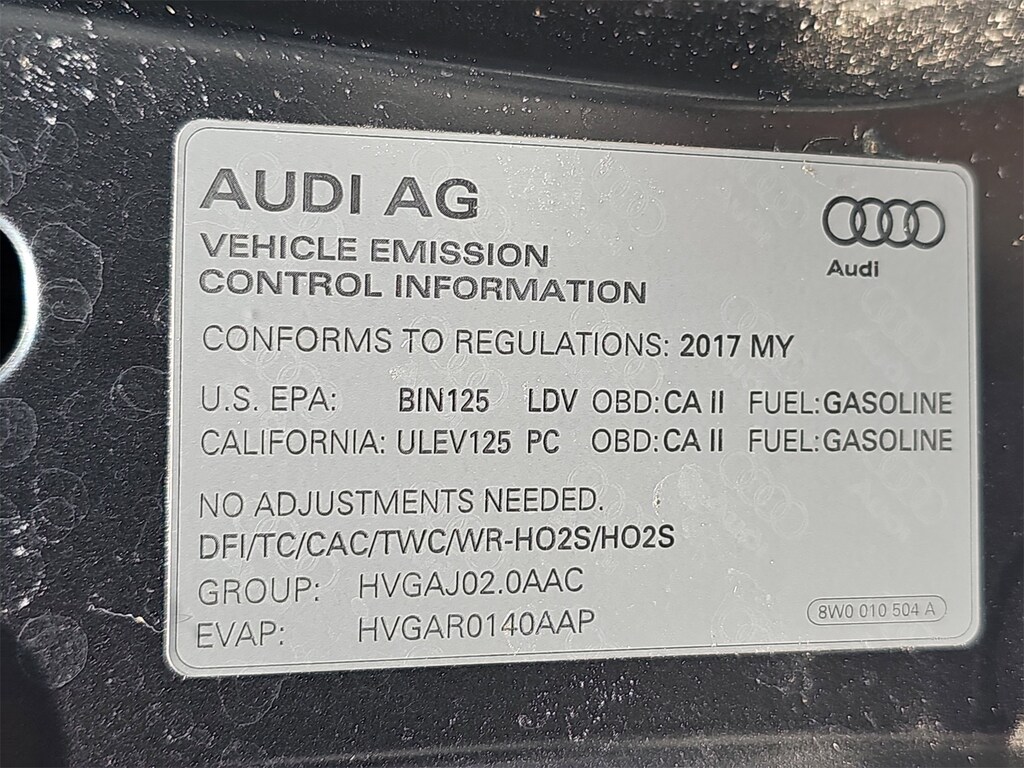 AUDI AG
VEHICLE EMISSION
CONTROL INFORMATION
Audi
CONFORMS TO REGULATIONS: 2017 MY
U.S. EPA: BIN125 LDV OBD: CA II FUEL: GASOLINE
CALIFORNIA: ULEV125 PC OBD: CA II FUEL: GASOLINE
NO ADJUSTMENTS NEEDED.
DFI/TC/CAC/TWC/WR-HO2S/HO2S
GROUP: HVGAJ02.0AAC
EVAP: HVGAR0140AAP
8W0 010 504 A